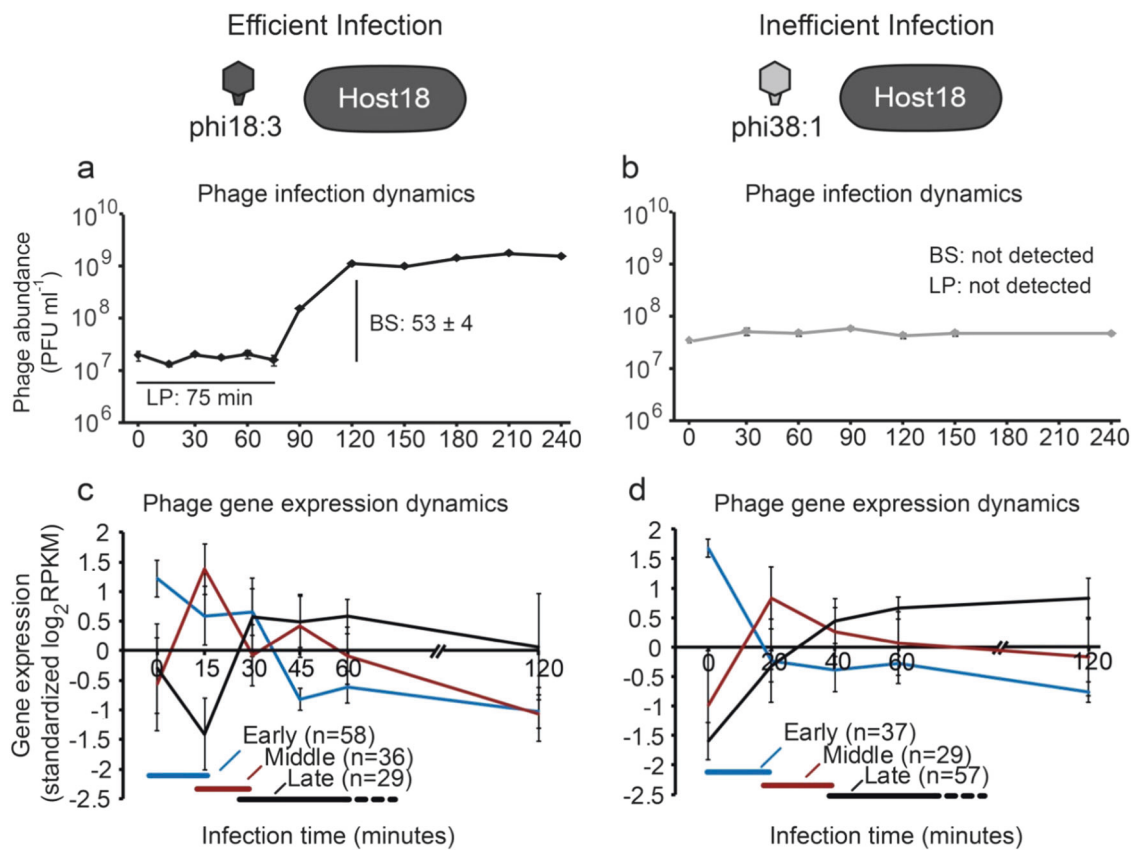 Efficient Infection
Inefficient Infection
phi18:3
Host18
phi38:1
Host18
a
Phage infection dynamics
Phage abundance
(PFU ml-1)
10^10
10^9
10^8
10^7
10^6
BS: 53 ± 4
LP: 75 min
0 30 60 90 120 150 180 210 240
b
Phage infection dynamics
10^10
10^9
10^8
10^7
10^6
BS: not detected
LP: not detected
0 30 60 90 120 150 180 210 240
c
Phage gene expression dynamics
Gene expression
(standardized log2RPKM)
2
1.5
1
0.5
0
-0.5
-1
-1.5
-2
-2.5
0 15 30 45 60 120
Early (n=58)
Middle (n=36)
Late (n=29)
Infection time (minutes)
d
Phage gene expression dynamics
2
1.5
1
0.5
0
-0.5
-1
-1.5
-2
-2.5
0 20 40 60 120
Early (n=37)
Middle (n=29)
Late (n=57)
Infection time (minutes)